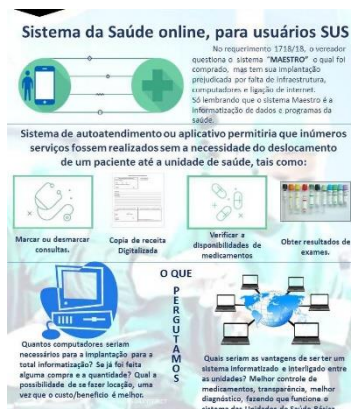 Sistema da Saúde online, para usuários SUS
No requerimento 1718/18, o vereador
questiona o sistema "MAESTRO" o qual foi
comprado, mas tem sua implantação
prejudicada por falta de infraestrutura,
computadores e ligação de internet.
Só lembrando que o sistema Maestro é a
informatização de dados e programas da
saúde.
Sistema de autoatendimento ou aplicativo permitiria que inúmeros
serviços fossem realizados sem a necessidade do deslocamento
de um paciente até a unidade de saúde, tais como:
Marcar ou desmarcar
consultas.
Copia de receita
Digitalizada
Verificar a
disponibilidades de
medicamentos
Obter resultados de
exames.
O QUE
PERGUTAMOS
Quantos computadores seriam
necessários para a implantação para a
total informatização? Se já foi feita
alguma compra e a quantidade? Qual a
possibilidade de se fazer locação, uma
vez que o custo/benefício é melhor.
Quais seriam as vantagens de ser ter um
sistema informatizado e interligado entre
as unidades? Melhor controle de
medicamentos, transparência, melhor
diagnóstico, fazendo que funcione o
sistema das Unidades de Saúde Básica